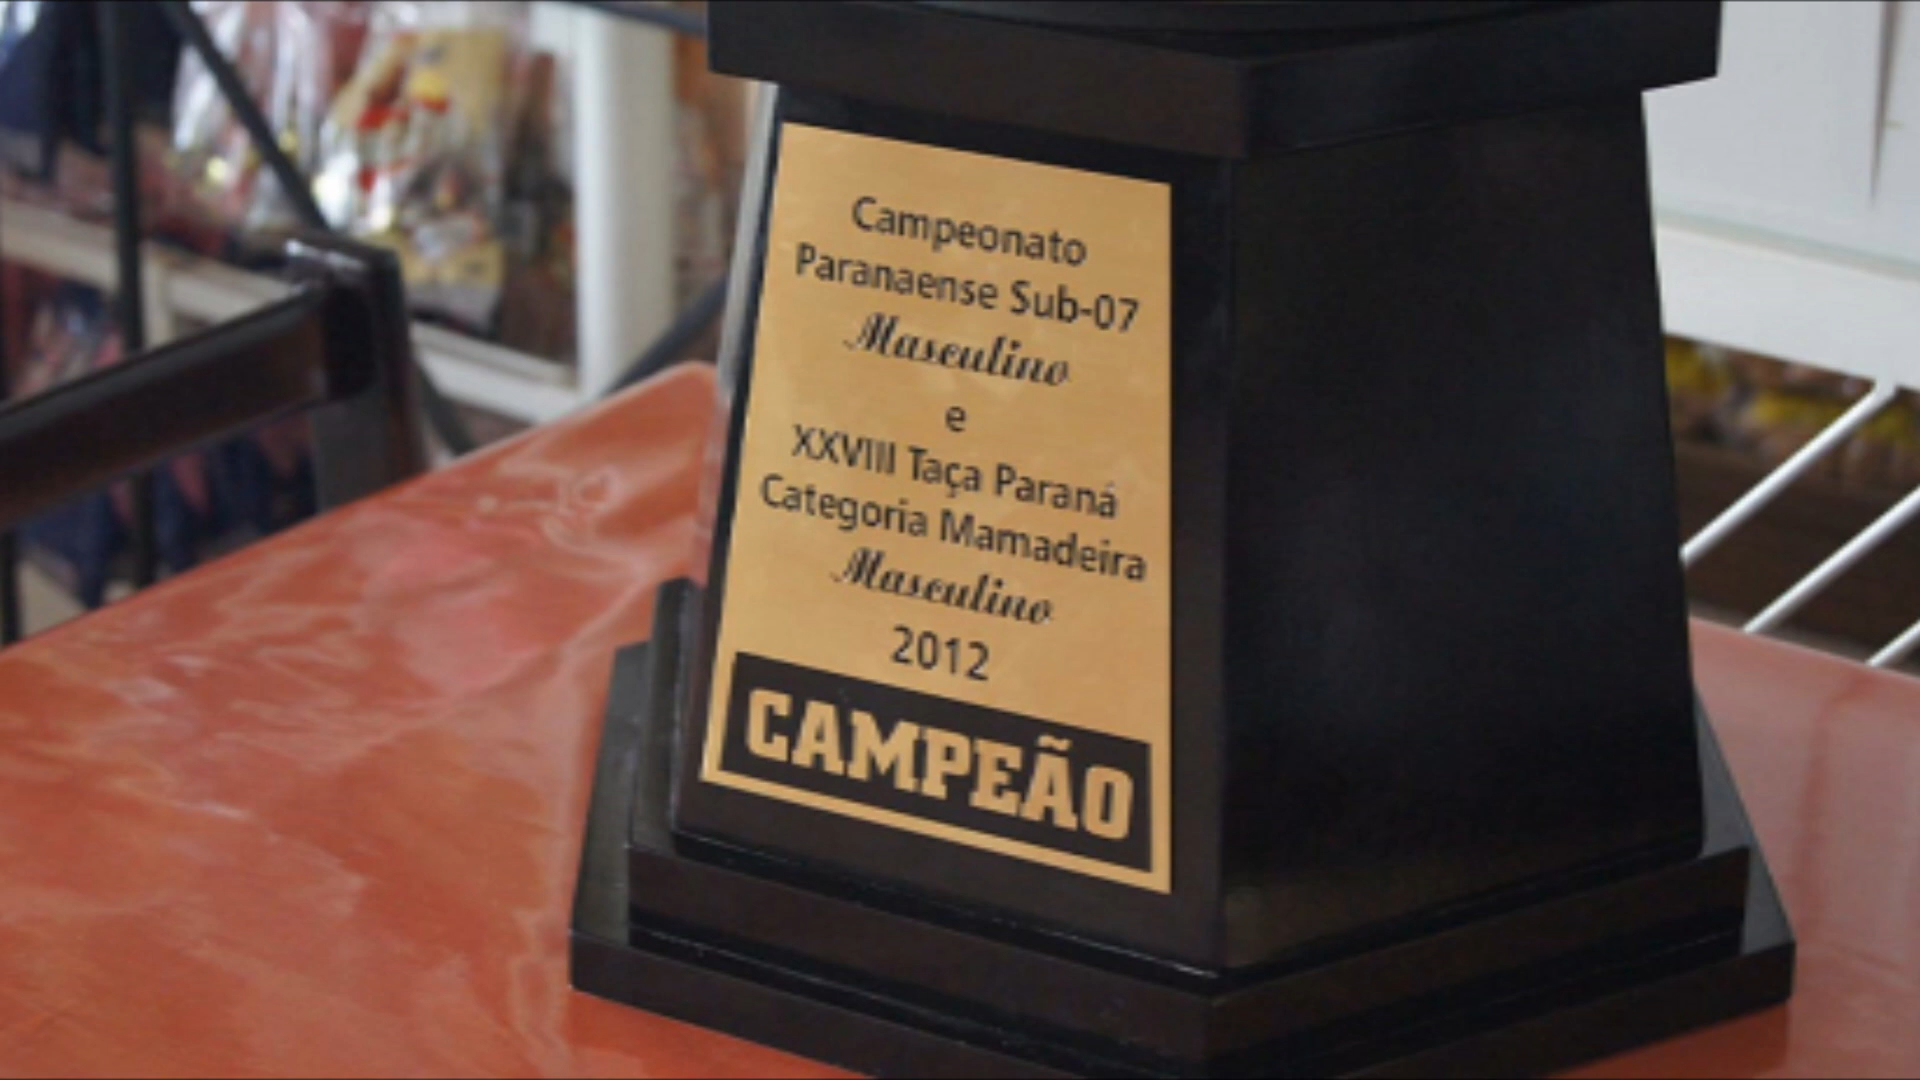 Campeonato
Paranaense Sub-07
Masculino
e
XXVIII Taça Paraná
Categoria Mamadeira
Masculino
2012
CAMPEÃO